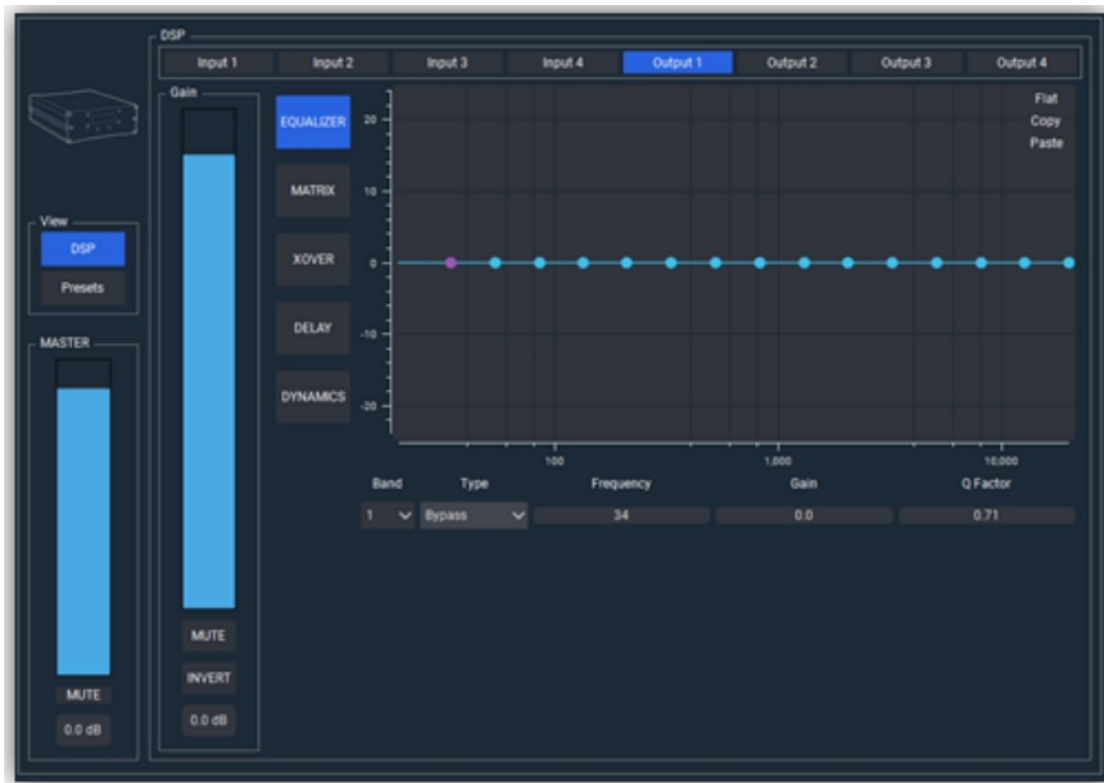 DSP
Input 1 Input 2 Input 3 Input 4 Output 1 Output 2 Output 3 Output 4
Gain
EQUALIZER
MATRIX
XOVER
DELAY
DYNAMICS
20
10
0
-10
-20
Flat
Copy
Paste
100 1,000 10,000
Band Type Frequency Gain Q Factor
1 Bypass 34 0.0 0.71
MUTE
INVERT
0.0 dB
View
DSP
Presets
MASTER
MUTE
0.0 dB